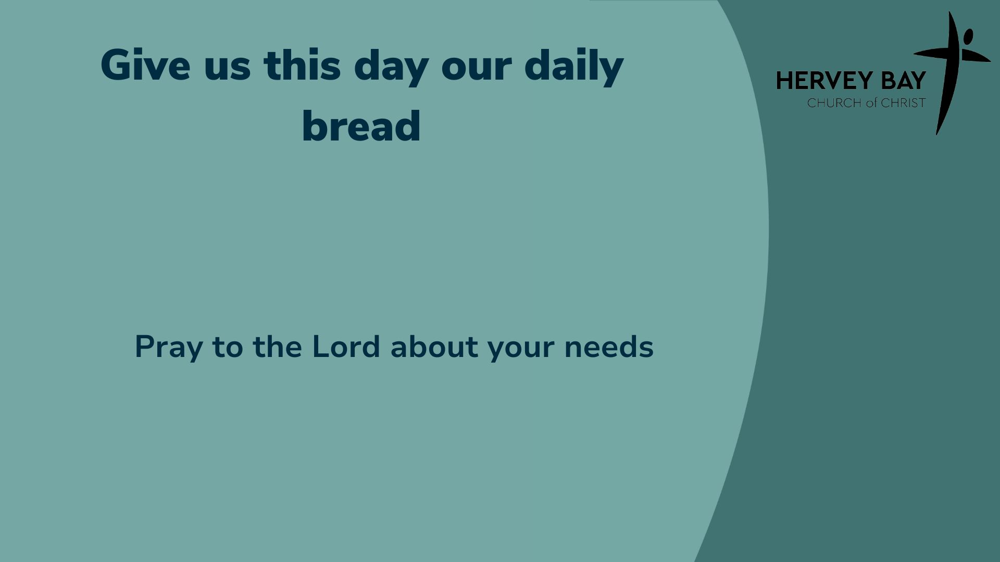 Give us this day our daily
bread
HERVEY BAY
CHURCH of CHRIST
Pray to the Lord about your needs